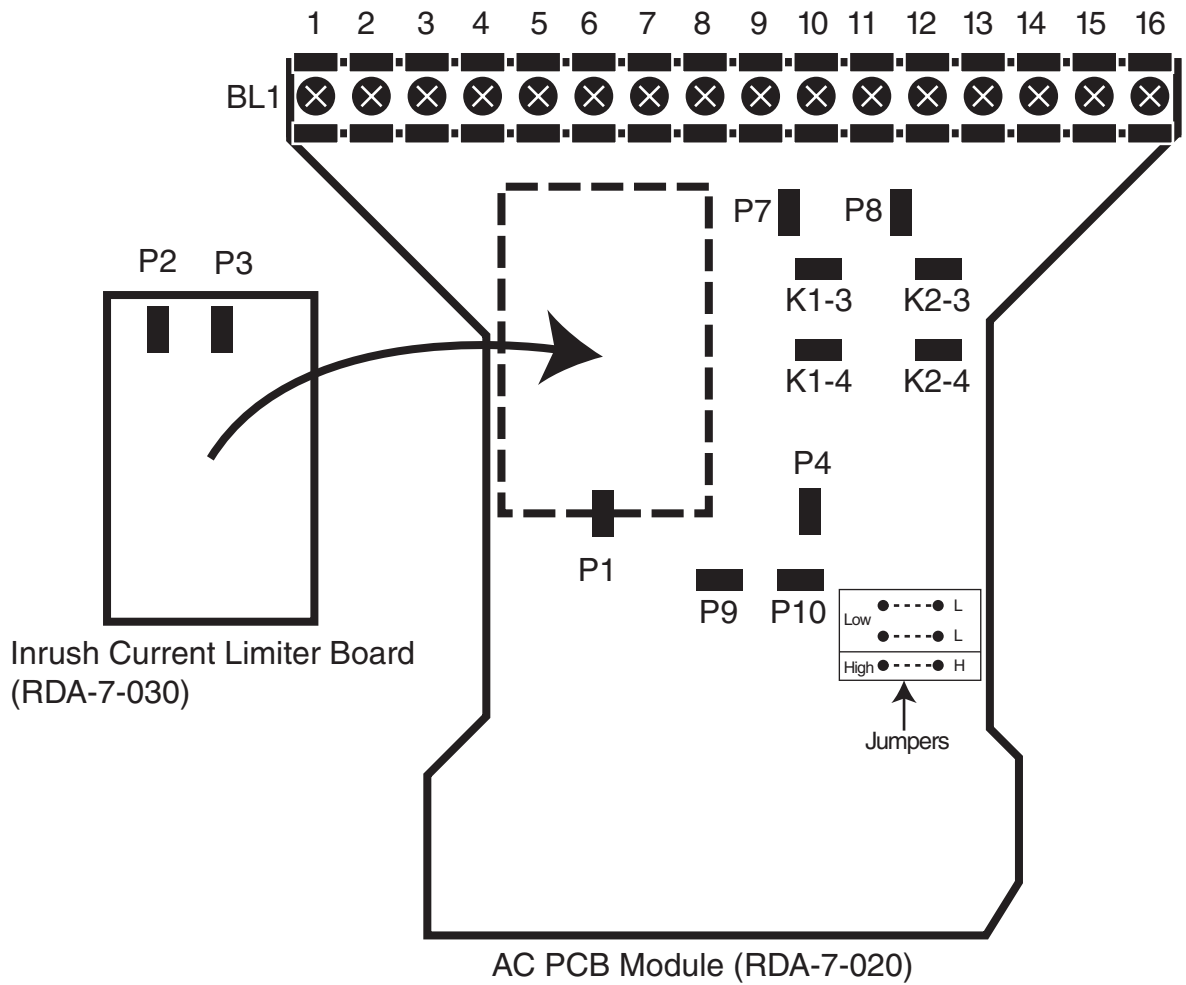 1 2 3 4 5 6 7 8 9 10 11 12 13 14 15 16
BL1
P7 P8
P2 P3
K1-3 K2-3
K1-4 K2-4
P4
P1
P9 P10
Low L
L
High H
Jumpers
Inrush Current Limiter Board
(RDA-7-030)
AC PCB Module (RDA-7-020)